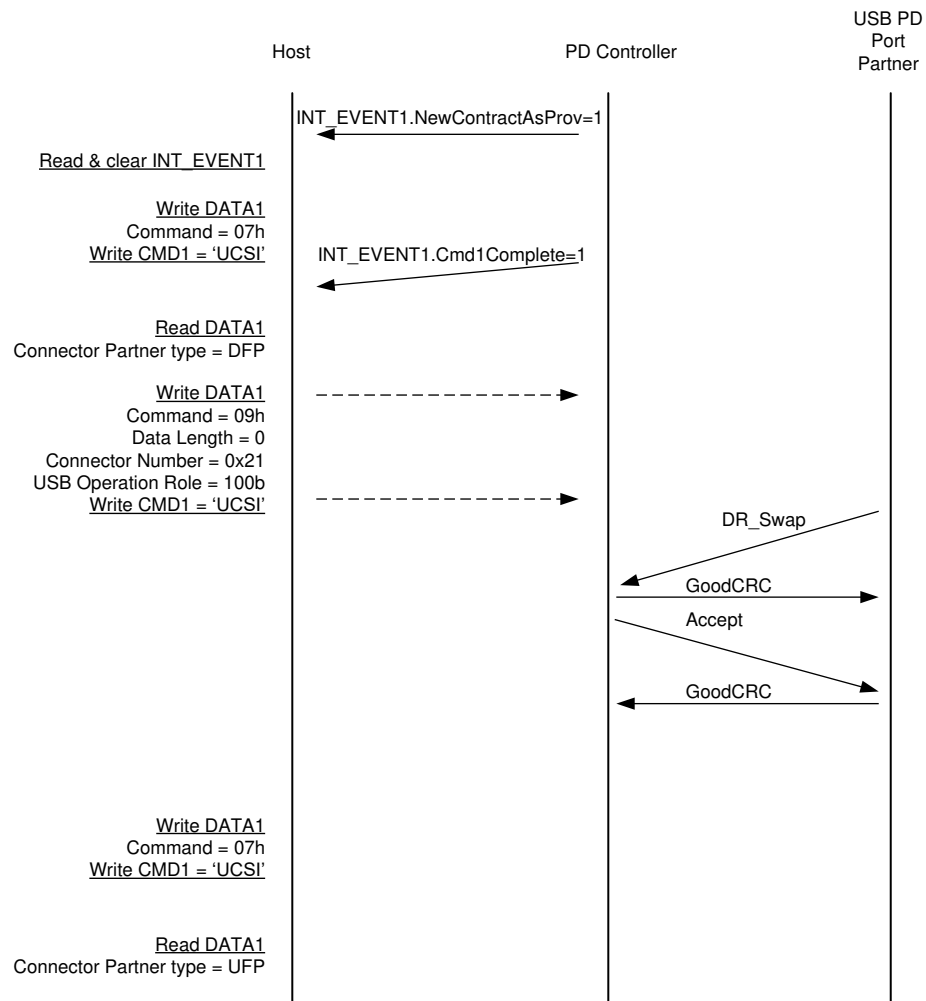 USB PD
Port
Partner
Host
PD Controller
INT_EVENT1.NewContractAsProv=1
Read & clear INT_EVENT1
Write DATA1
Command = 07h
Write CMD1 = ‘UCSI’
INT_EVENT1.Cmd1Complete=1
Read DATA1
Connector Partner type = DFP
Write DATA1
Command = 09h
Data Length = 0
Connector Number = 0x21
USB Operation Role = 100b
Write CMD1 = ‘UCSI’
DR_Swap
GoodCRC
Accept
GoodCRC
Write DATA1
Command = 07h
Write CMD1 = ‘UCSI’
Read DATA1
Connector Partner type = UFP